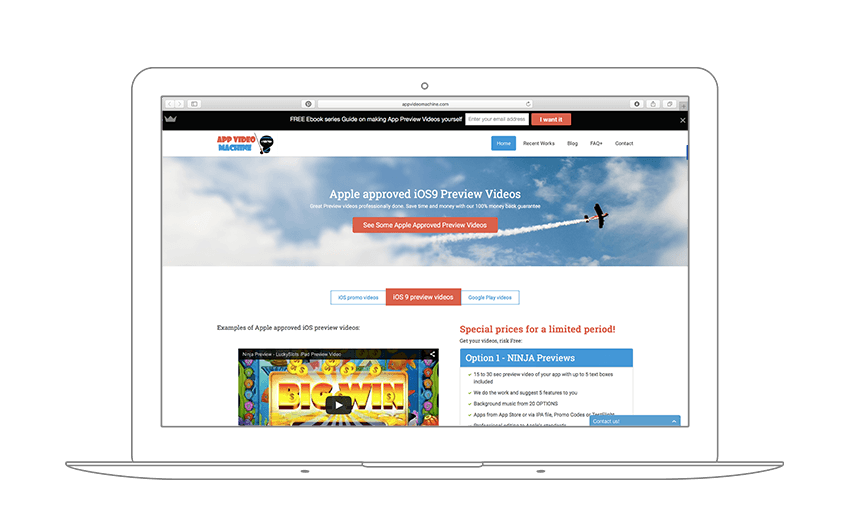 appvideomachine.com
FREE Ebook series Guide on making App Preview Videos yourself Enter your email address I want it
APP VIDEO
MACHINE
Home Recent Works Blog FAQ+ Contact
Apple approved iOS9 Preview Videos
Great Preview videos professionally done. Save time and money with our 100% money back guarantee
See Some Apple Approved Preview Videos
iOS promo videos iOS 9 preview videos Google Play videos
Examples of Apple approved iOS preview videos:
Ninja Preview - LuckySlots iPad Preview Video
BIG WIN
Special prices for a limited period!
Get your videos, risk Free:
Option 1 - NINJA Previews
15 to 30 sec preview video of your app with up to 5 text boxes
included
We do the work and suggest 5 features to you
Background music from 20 OPTIONS
Apps from App Store or via IPA file, Promo Codes or TestFlight
Professional editing to Apple's standards
Contact us!